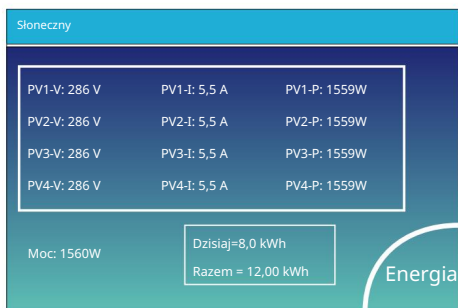 Słoneczny
PV1-V: 286 V PV1-I: 5,5 A PV1-P: 1559W
PV2-V: 286 V PV2-I: 5,5 A PV2-P: 1559W
PV3-V: 286 V PV3-I: 5,5 A PV3-P: 1559W
PV4-V: 286 V PV4-I: 5,5 A PV4-P: 1559W
Moc: 1560W
Dzisiaj=8,0 kWh
Razem = 12,00 kWh
Energia